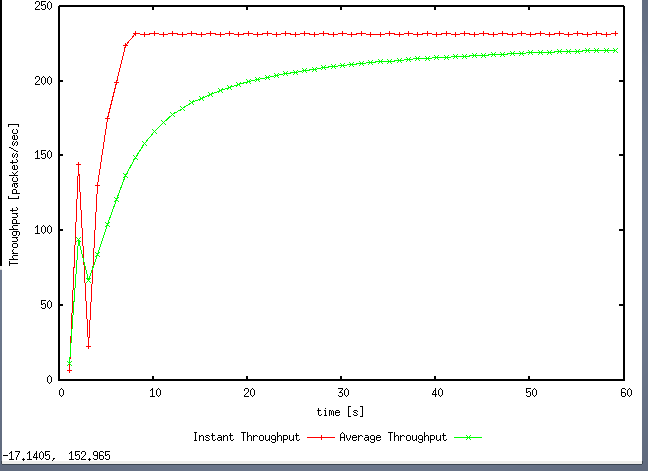 250
200
150
100
50
0
Throughput [packets/sec]
0 10 20 30 40 50 60
time [s]
Instant Throughput Average Throughput
-17.1405, 152.965